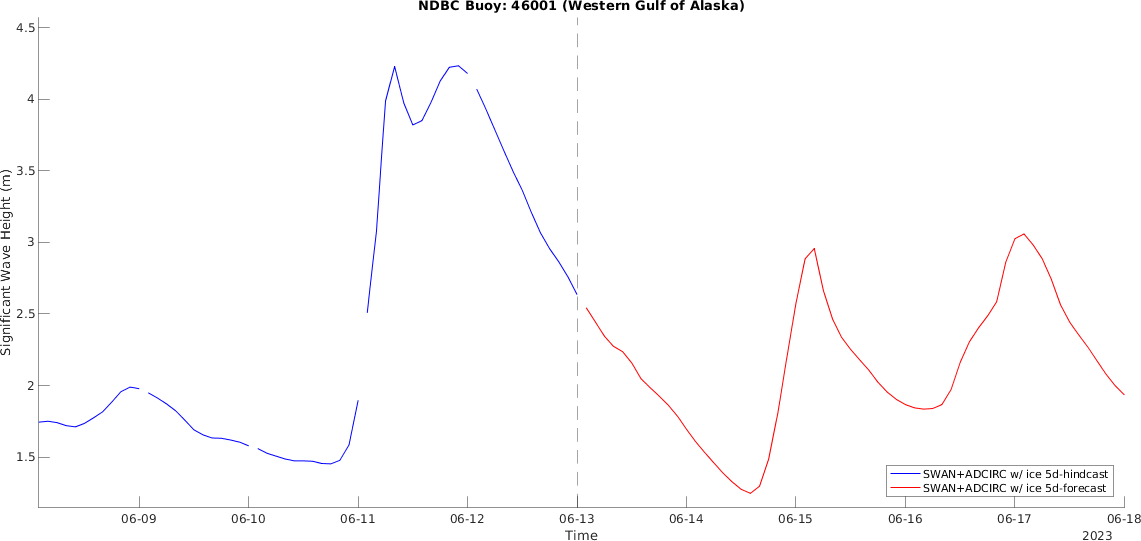 NDBC Buoy: 46001 (Western Gulf of Alaska)
4.5
4
3.5
3
2.5
2
1.5
Significant Wave Height (m)
SWAN+ADCIRC w/ ice 5d-hindcast
SWAN+ADCIRC w/ ice 5d-forecast
06-09 06-10 06-11 06-12 06-13 06-14 06-15 06-16 06-17 06-18
Time
2023